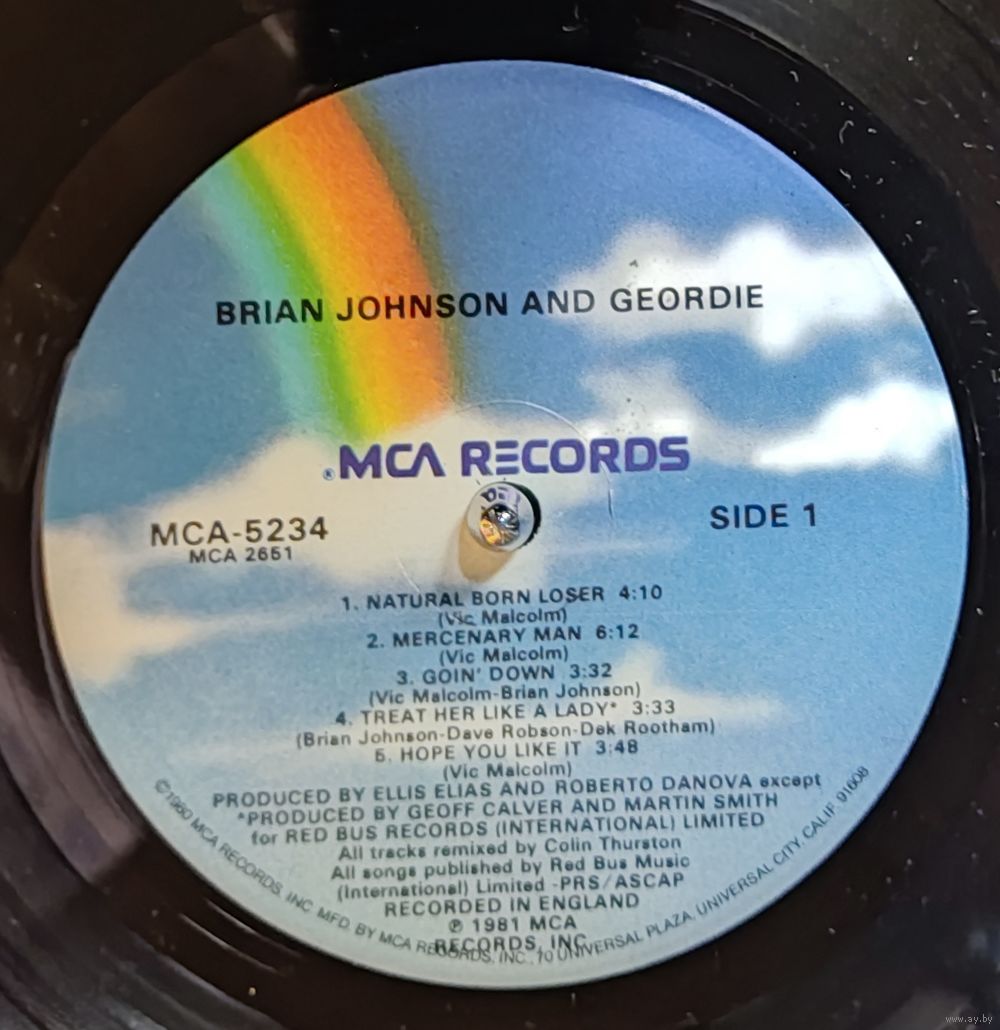 BRIAN JOHNSON AND GEORDIE
®MCA RECORDS
MCA-5234
MCA 2651
SIDE 1
1. NATURAL BORN LOSER 4:10
(Vic Malcolm)
2. MERCENARY MAN 6:12
(Vic Malcolm)
3. GOIN' DOWN 3:32
(Vic Malcolm-Brian Johnson)
4. TREAT HER LIKE A LADY* 3:33
(Brian Johnson-Dave Robson-Dek Rootham)
5. HOPE YOU LIKE IT 3:48
(Vic Malcolm)
PRODUCED BY ELLIS ELIAS AND ROBERTO DANOVA except
*PRODUCED BY GEOFF CALVER AND MARTIN SMITH
for RED BUS RECORDS (INTERNATIONAL) LIMITED
All tracks remixed by Colin Thurston
All songs published by Red Bus Music
(International) Limited -PRS/ASCAP
RECORDED IN ENGLAND
℗ 1981 MCA
RECORDS, INC.
©1980 MCA RECORDS, INC. MFD. BY MCA RECORDS, INC., 70 UNIVERSAL PLAZA, UNIVERSAL CITY, CALIF. 91608
www.ay.by